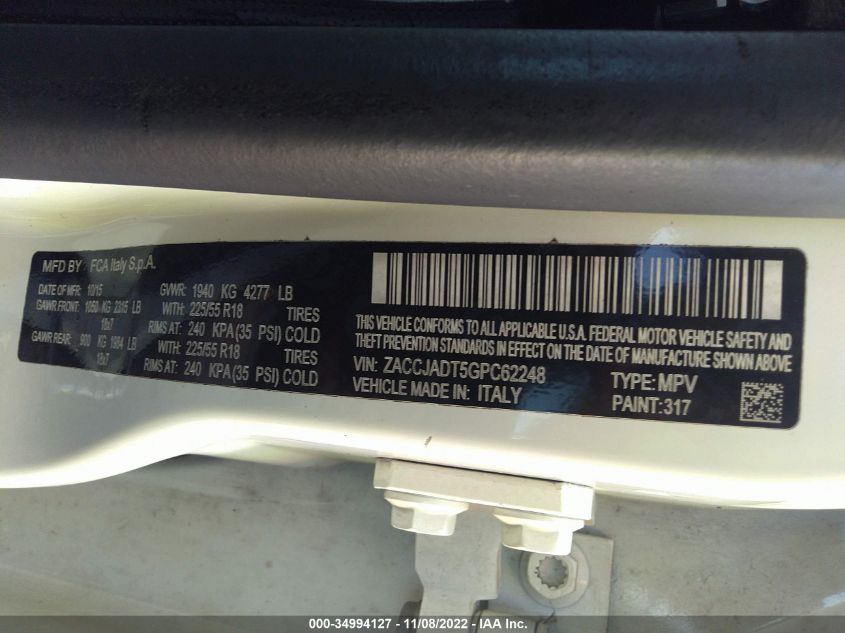 MFD BY FCA Italy S.p.A.
DATE OF MFR: 10/15 GVWR: 1940 KG 4277 LB
GAWR FRONT: 1050 KG 2315 LB WITH: 225/55 R18 TIRES
18x7 RIMS AT: 240 KPA(35 PSI) COLD
GAWR REAR: 900 KG 1984 LB WITH: 225/55 R18 TIRES
18x7 RIMS AT: 240 KPA(35 PSI) COLD
THIS VEHICLE CONFORMS TO ALL APPLICABLE U.S.A. FEDERAL MOTOR VEHICLE SAFETY AND
THEFT PREVENTION STANDARDS IN EFFECT ON THE DATE OF MANUFACTURE SHOWN ABOVE
VIN: ZACCJADT5GPC62248 TYPE: MPV
VEHICLE MADE IN: ITALY PAINT:317
000-34994127 - 11/08/2022 - IAA Inc.